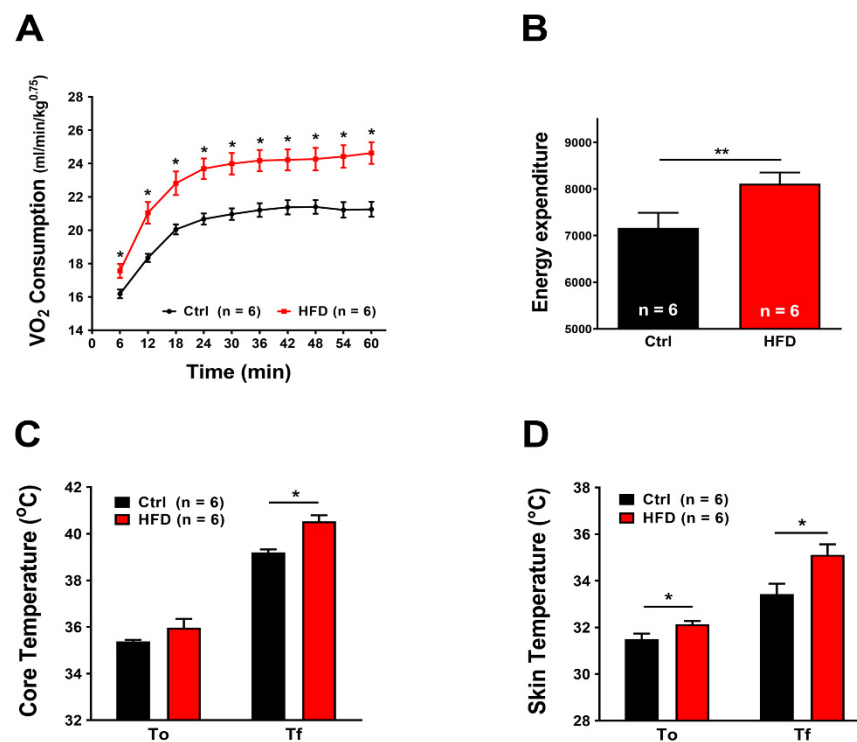 A
VO2 Consumption (ml/min/kg0.75)
28
26
24
22
20
18
16
14
* * * * * * * * * *
Ctrl (n = 6) HFD (n = 6)
0 6 12 18 24 30 36 42 48 54 60
Time (min)
B
Energy expenditure
9000
8000
7000
6000
5000
**
n = 6 n = 6
Ctrl HFD
C
Core Temperature (oC)
42
40
38
36
34
32
Ctrl (n = 6)
HFD (n = 6)
*
To Tf
D
Skin Temperature (°C)
38
36
34
32
31
28
Ctrl (n = 6)
HFD (n = 6)
*
*
To Tf